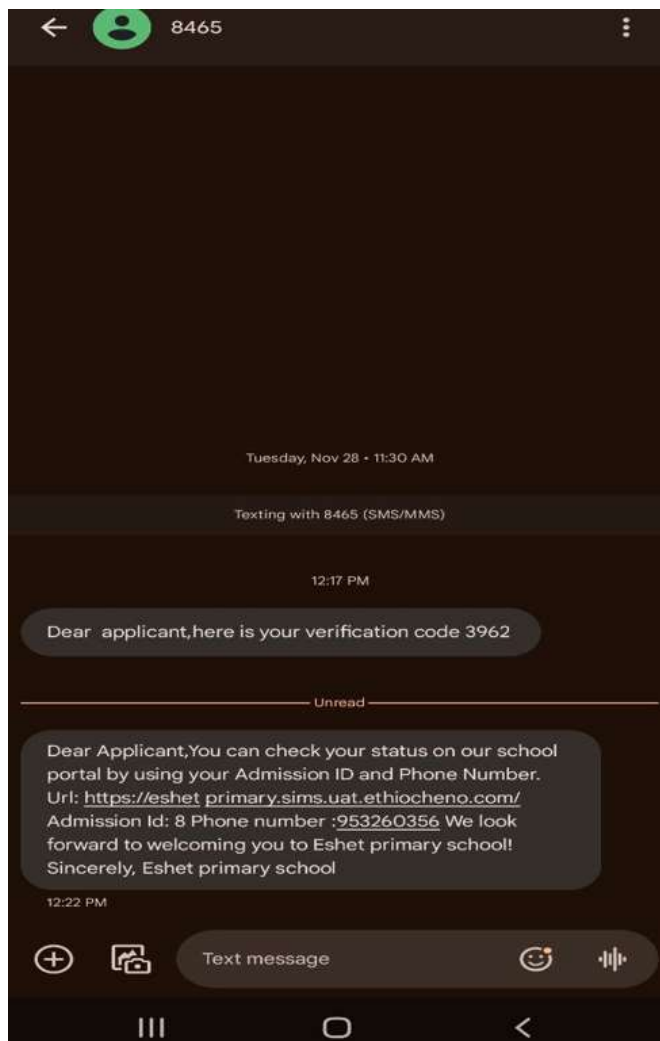 8465
Tuesday, Nov 28 • 11:30 AM
Texting with 8465 (SMS/MMS)
12:17 PM
Dear applicant,here is your verification code 3962
Unread
Dear Applicant,You can check your status on our school
portal by using your Admission ID and Phone Number.
Url: https://eshet primary.sims.uat.ethiocheno.com/
Admission Id: 8 Phone number :953260356 We look
forward to welcoming you to Eshet primary school!
Sincerely, Eshet primary school
12:22 PM
Text message